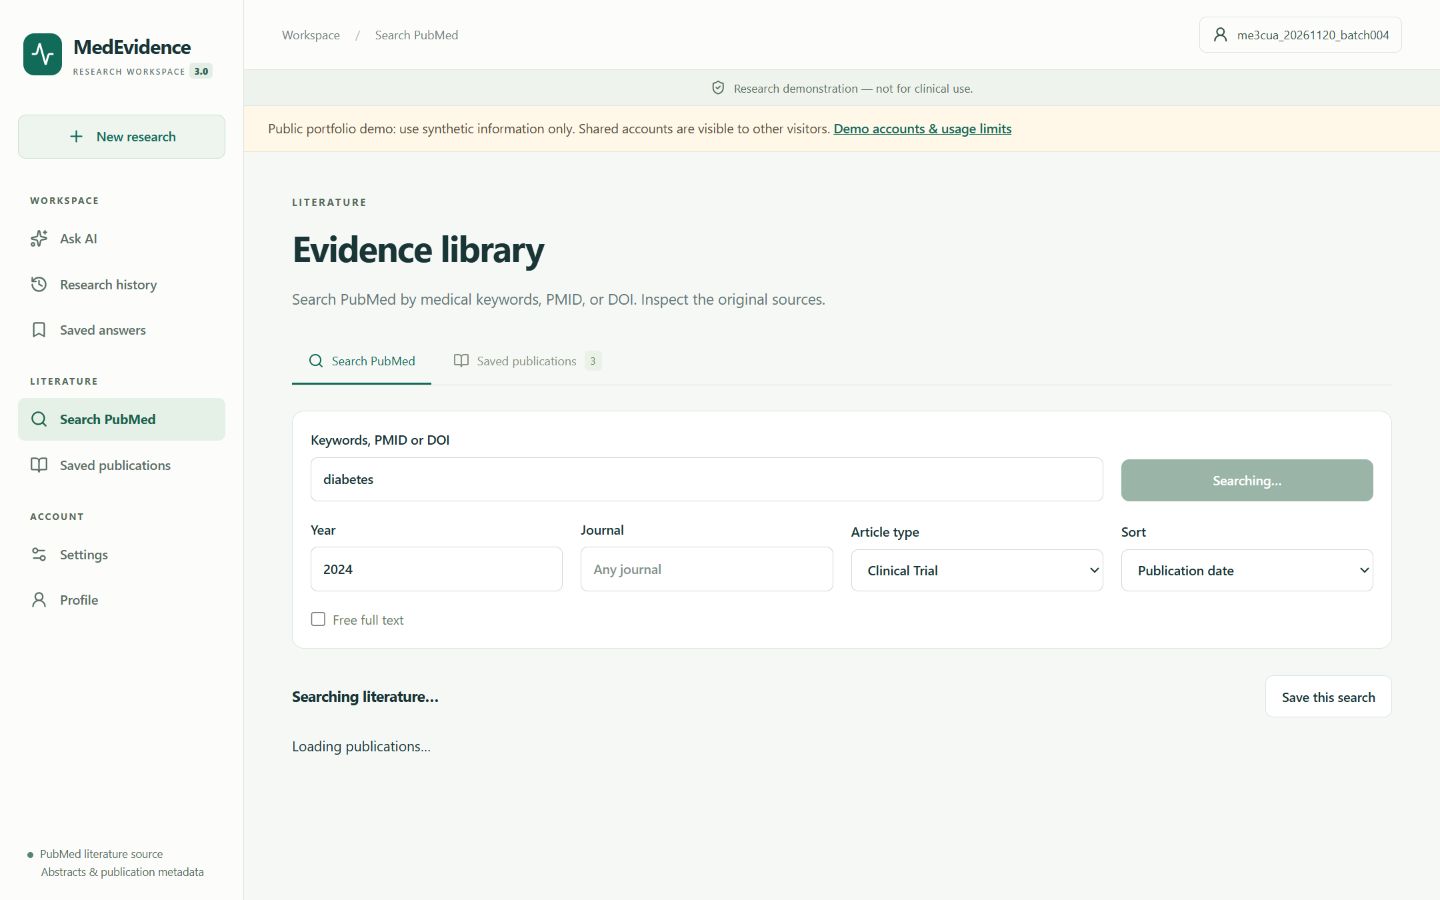 MedEvidence
RESEARCH WORKSPACE 3.0
New research
WORKSPACE
Ask AI
Research history
Saved answers
LITERATURE
Search PubMed
Saved publications
ACCOUNT
Settings
Profile
PubMed literature source
Abstracts & publication metadata
Workspace / Search PubMed
me3cua_20261120_batch004
Research demonstration — not for clinical use.
Public portfolio demo: use synthetic information only. Shared accounts are visible to other visitors. Demo accounts & usage limits
LITERATURE
Evidence library
Search PubMed by medical keywords, PMID, or DOI. Inspect the original sources.
Search PubMed
Saved publications 3
Keywords, PMID or DOI
diabetes
Searching...
Year
Journal
Article type
Sort
2024
Any journal
Clinical Trial
Publication date
Free full text
Searching literature...
Save this search
Loading publications...